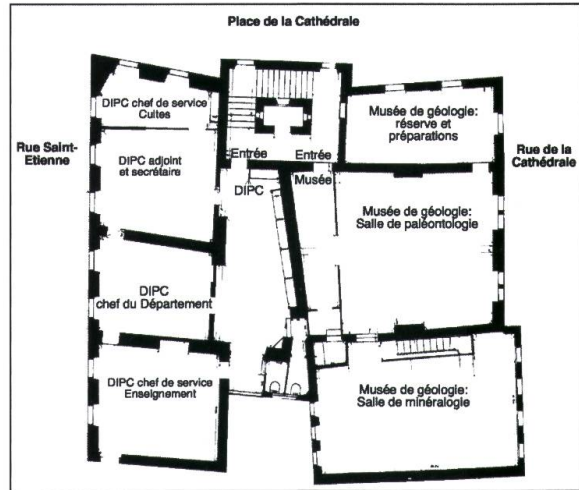 Place de la Cathédrale
DIPC chef de service
Cultes
Musée de géologie:
réserve et
préparations
Rue Saint-
Etienne
Rue de la
Cathédrale
DIPC adjoint
et secrétaire
Entrée
DIPC
Entrée
Musée
Musée de géologie:
Salle de paléontologie
DIPC
chef du Département
DIPC chef de service
Enseignement
Musée de géologie:
Salle de minéralogie